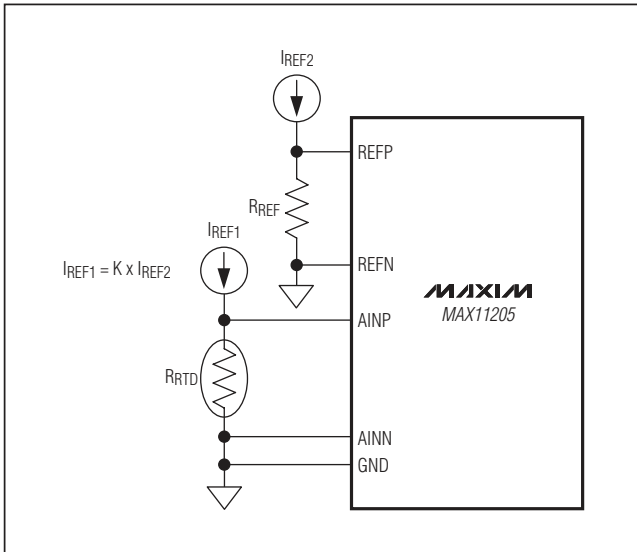 IREF2
REFP
RREF
IREF1
IREF1 = K x IREF2
REFN
MAXIM
MAX11205
AINP
RRTD
AINN
GND